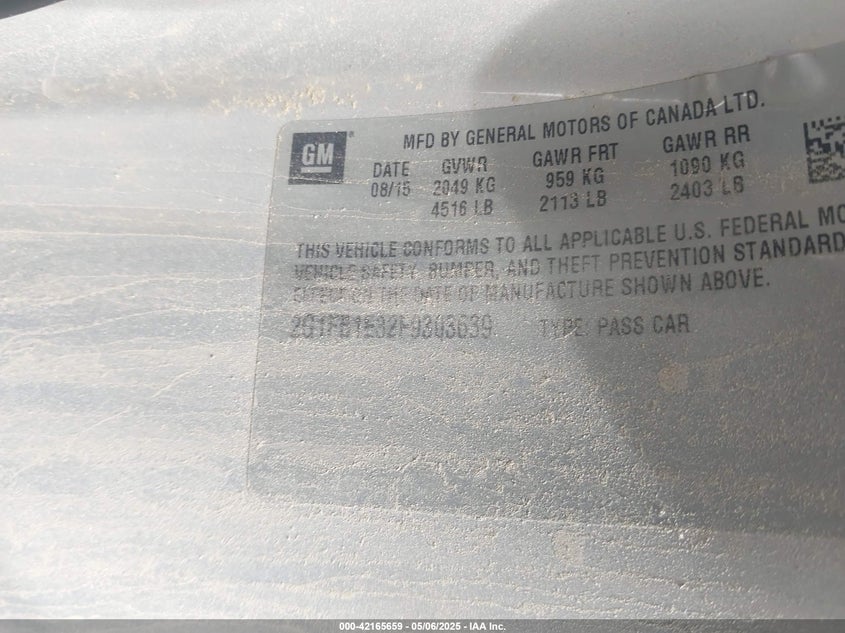 MFD BY GENERAL MOTORS OF CANADA LTD.
GM
DATE GVWR GAWR FRT GAWR RR
08/15 2049 KG 959 KG 1090 KG
4516 LB 2113 LB 2403 LB
THIS VEHICLE CONFORMS TO ALL APPLICABLE U.S. FEDERAL MO
VEHICLE SAFETY, BUMPER, AND THEFT PREVENTION STANDARD
EFFECT ON THE DATE OF MANUFACTURE SHOWN ABOVE.
TYPE: PASS CAR
000-42165659 - 05/06/2025 - IAA Inc.